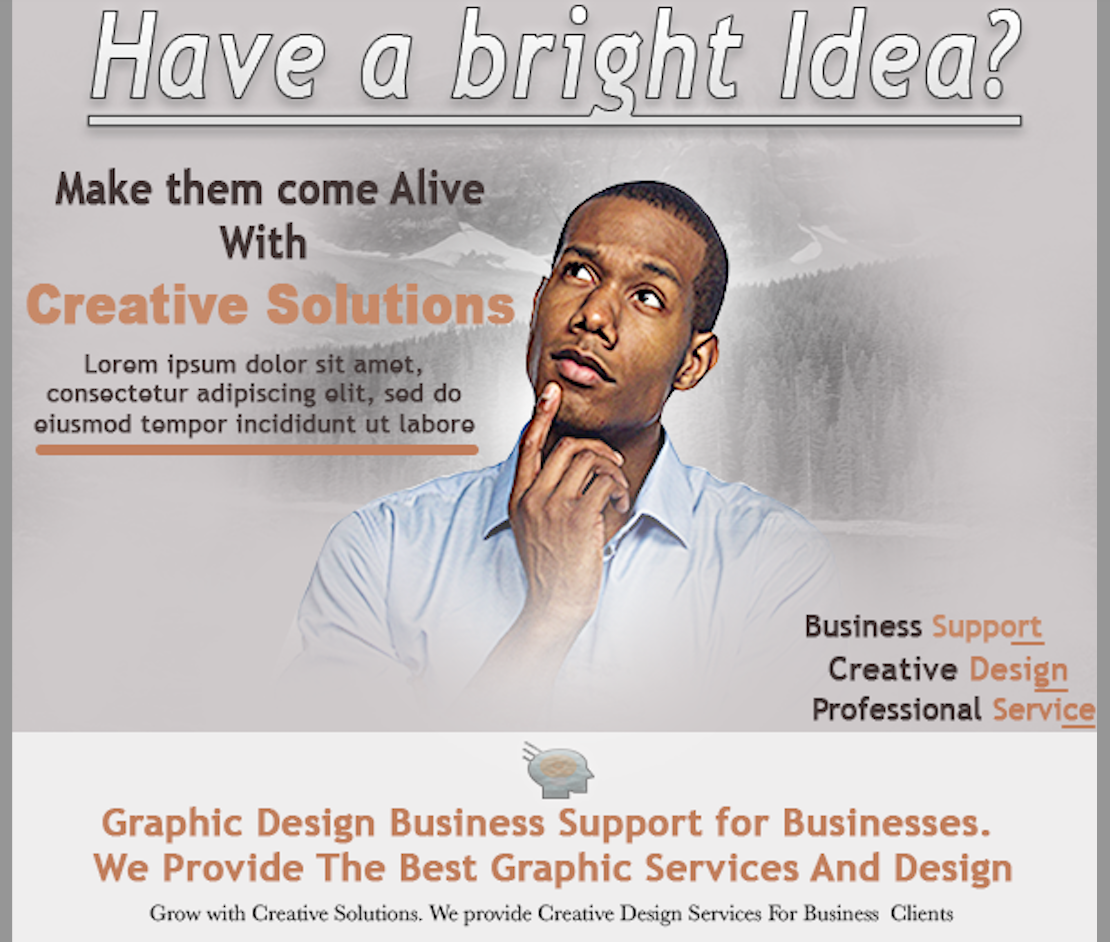 Have a bright Idea?
Make them come Alive
With
Creative Solutions
Lorem ipsum dolor sit amet,
consectetur adipiscing elit, sed do
eiusmod tempor incididunt ut labore
Business Support
Creative Design
Professional Service
Graphic Design Business Support for Businesses.
We Provide The Best Graphic Services And Design
Grow with Creative Solutions. We provide Creative Design Services For Business  Clients